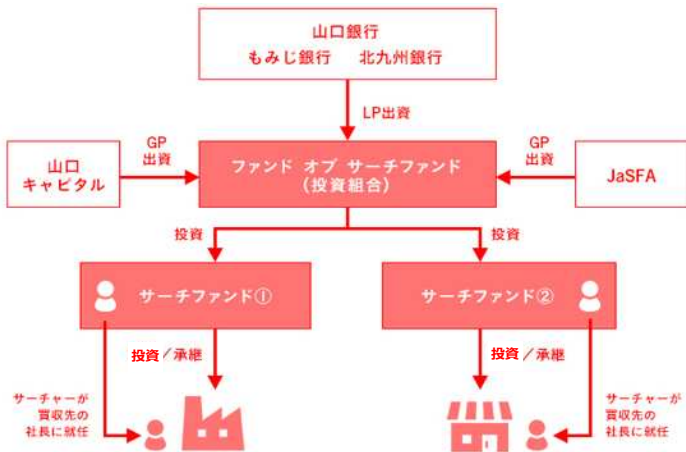 山口銀行
もみじ銀行 北九州銀行
LP出資
GP
出資
GP
出資
山口
キャピタル
ファンド オブ サーチファンド
(投資組合)
JaSFA
投資
投資
サーチファンド①
サーチファンド②
投資／承継
投資／承継
サーチャーが
買収先の
社長に就任
サーチャーが
買収先の
社長に就任